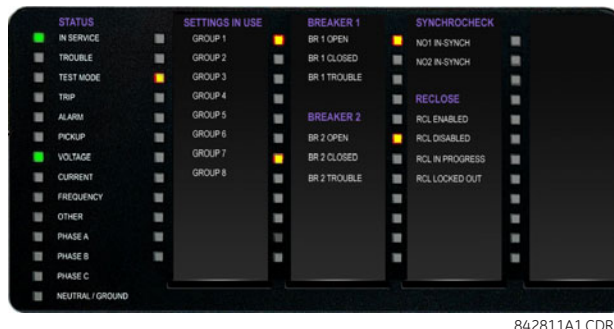 STATUS
IN SERVICE
TROUBLE
TEST MODE
TRIP
ALARM
PICKUP
VOLTAGE
CURRENT
FREQUENCY
OTHER
PHASE A
PHASE B
PHASE C
NEUTRAL / GROUND
SETTINGS IN USE
GROUP 1
GROUP 2
GROUP 3
GROUP 4
GROUP 5
GROUP 6
GROUP 7
GROUP 8
BREAKER 1
BR 1 OPEN
BR 1 CLOSED
BR 1 TROUBLE
BREAKER 2
BR 2 OPEN
BR 2 CLOSED
BR 2 TROUBLE
SYNCHROCHECK
NO1 IN-SYNCH
NO2 IN-SYNCH
RECLOSE
RCL ENABLED
RCL DISABLED
RCL IN PROGRESS
RCL LOCKED OUT
842811A1.CDR